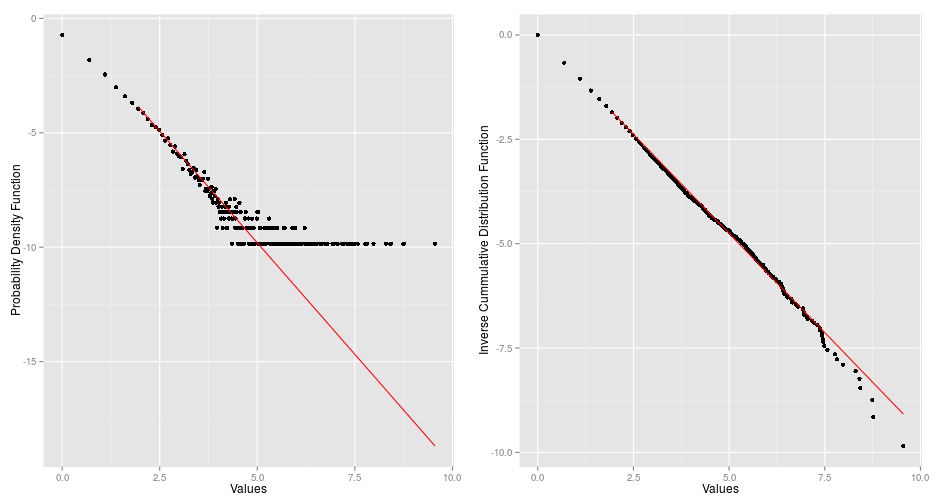 Probability Density Function
0
-5
-10
-15
0.0 2.5 5.0 7.5 10.0
Values
Inverse Cummulative Distribution Function
0.0
-2.5
-5.0
-7.5
-10.0
0.0 2.5 5.0 7.5 10.0
Values